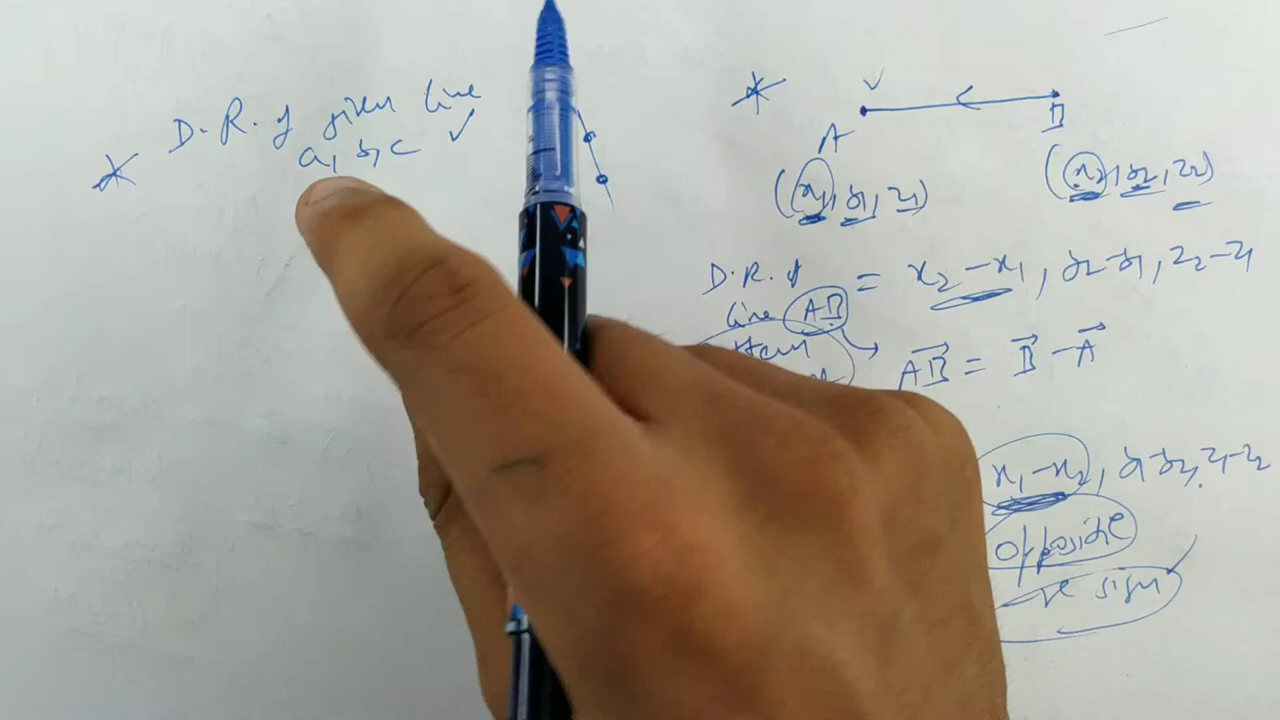 D.R. of given line
a, b, c
A
B
(x1, y1, z1)
(x2, y2, z2)
D.R. of = x2-x1, y2-y1, z2-z1
line AB
AB = B - A
x1-x2, y1-y2, z1-z2
opposite
-ve sign